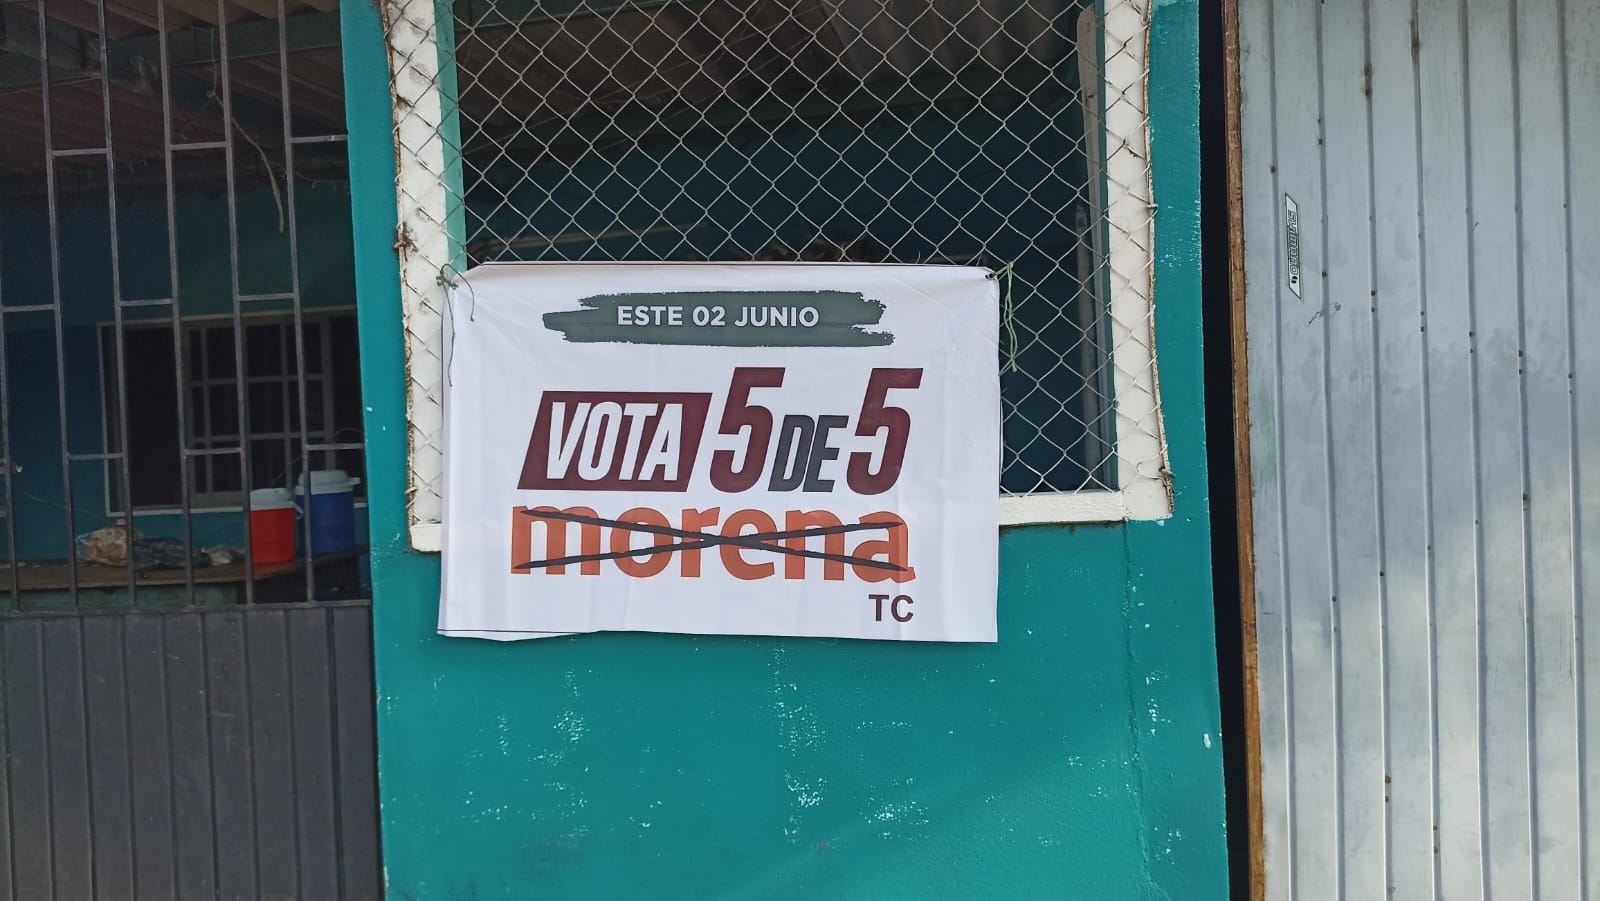 ESTE 02 JUNIO
VOTA 5 DE 5
morena
TC